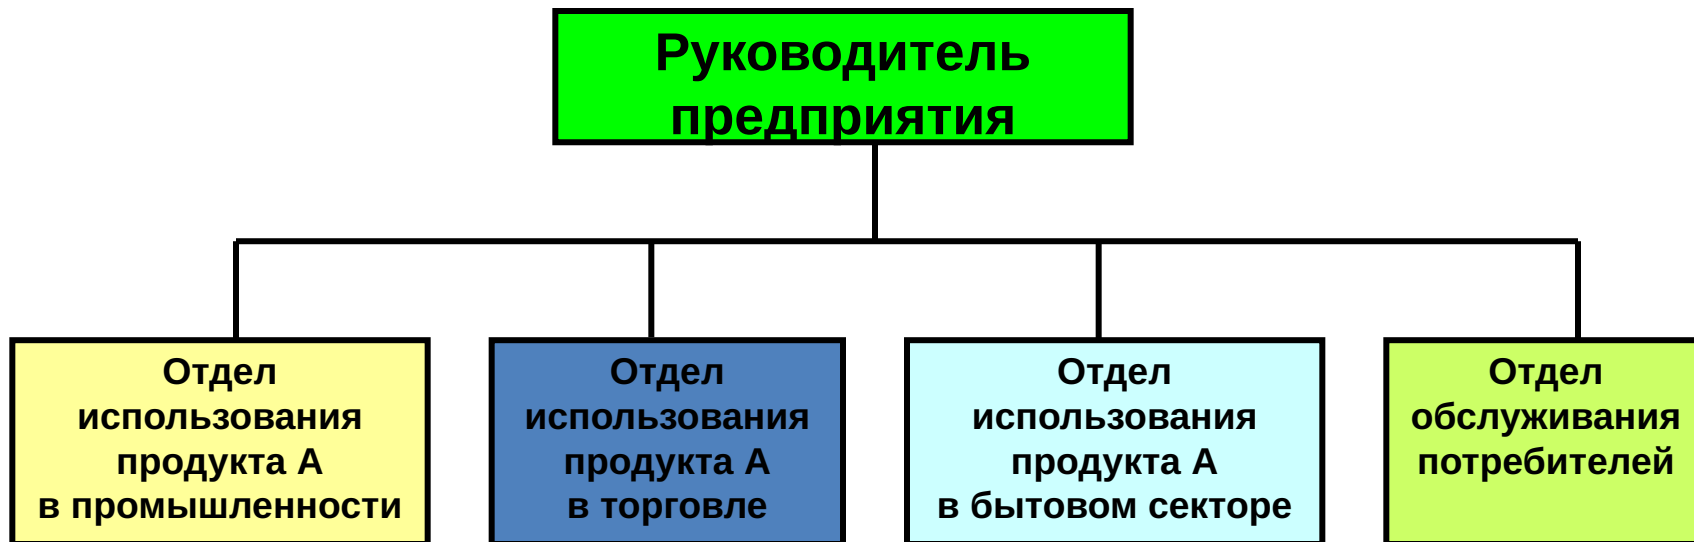 Руководитель
предприятия
Отдел
использования
продукта А
в промышленности
Отдел
использования
продукта А
в торговле
Отдел
использования
продукта А
в бытовом секторе
Отдел
обслуживания
потребителей